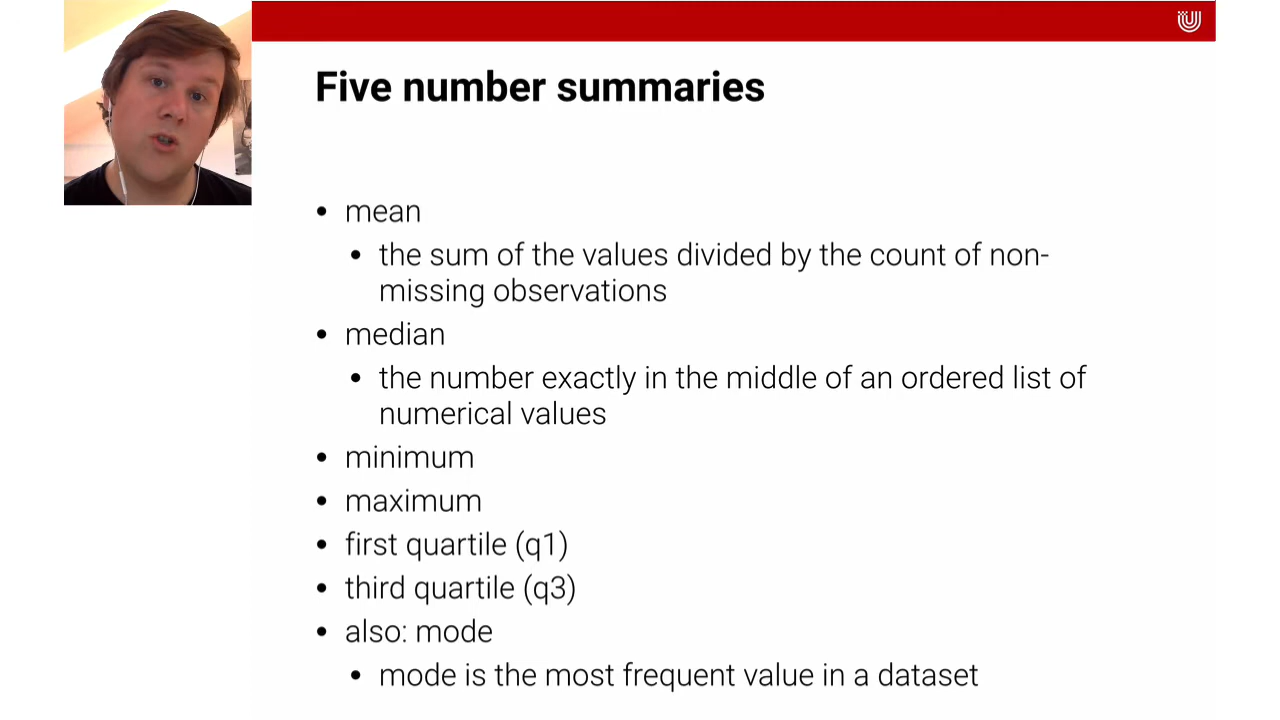 Five number summaries
• mean
• the sum of the values divided by the count of non-
missing observations
• median
• the number exactly in the middle of an ordered list of
numerical values
• minimum
• maximum
• first quartile (q1)
• third quartile (q3)
• also: mode
• mode is the most frequent value in a dataset